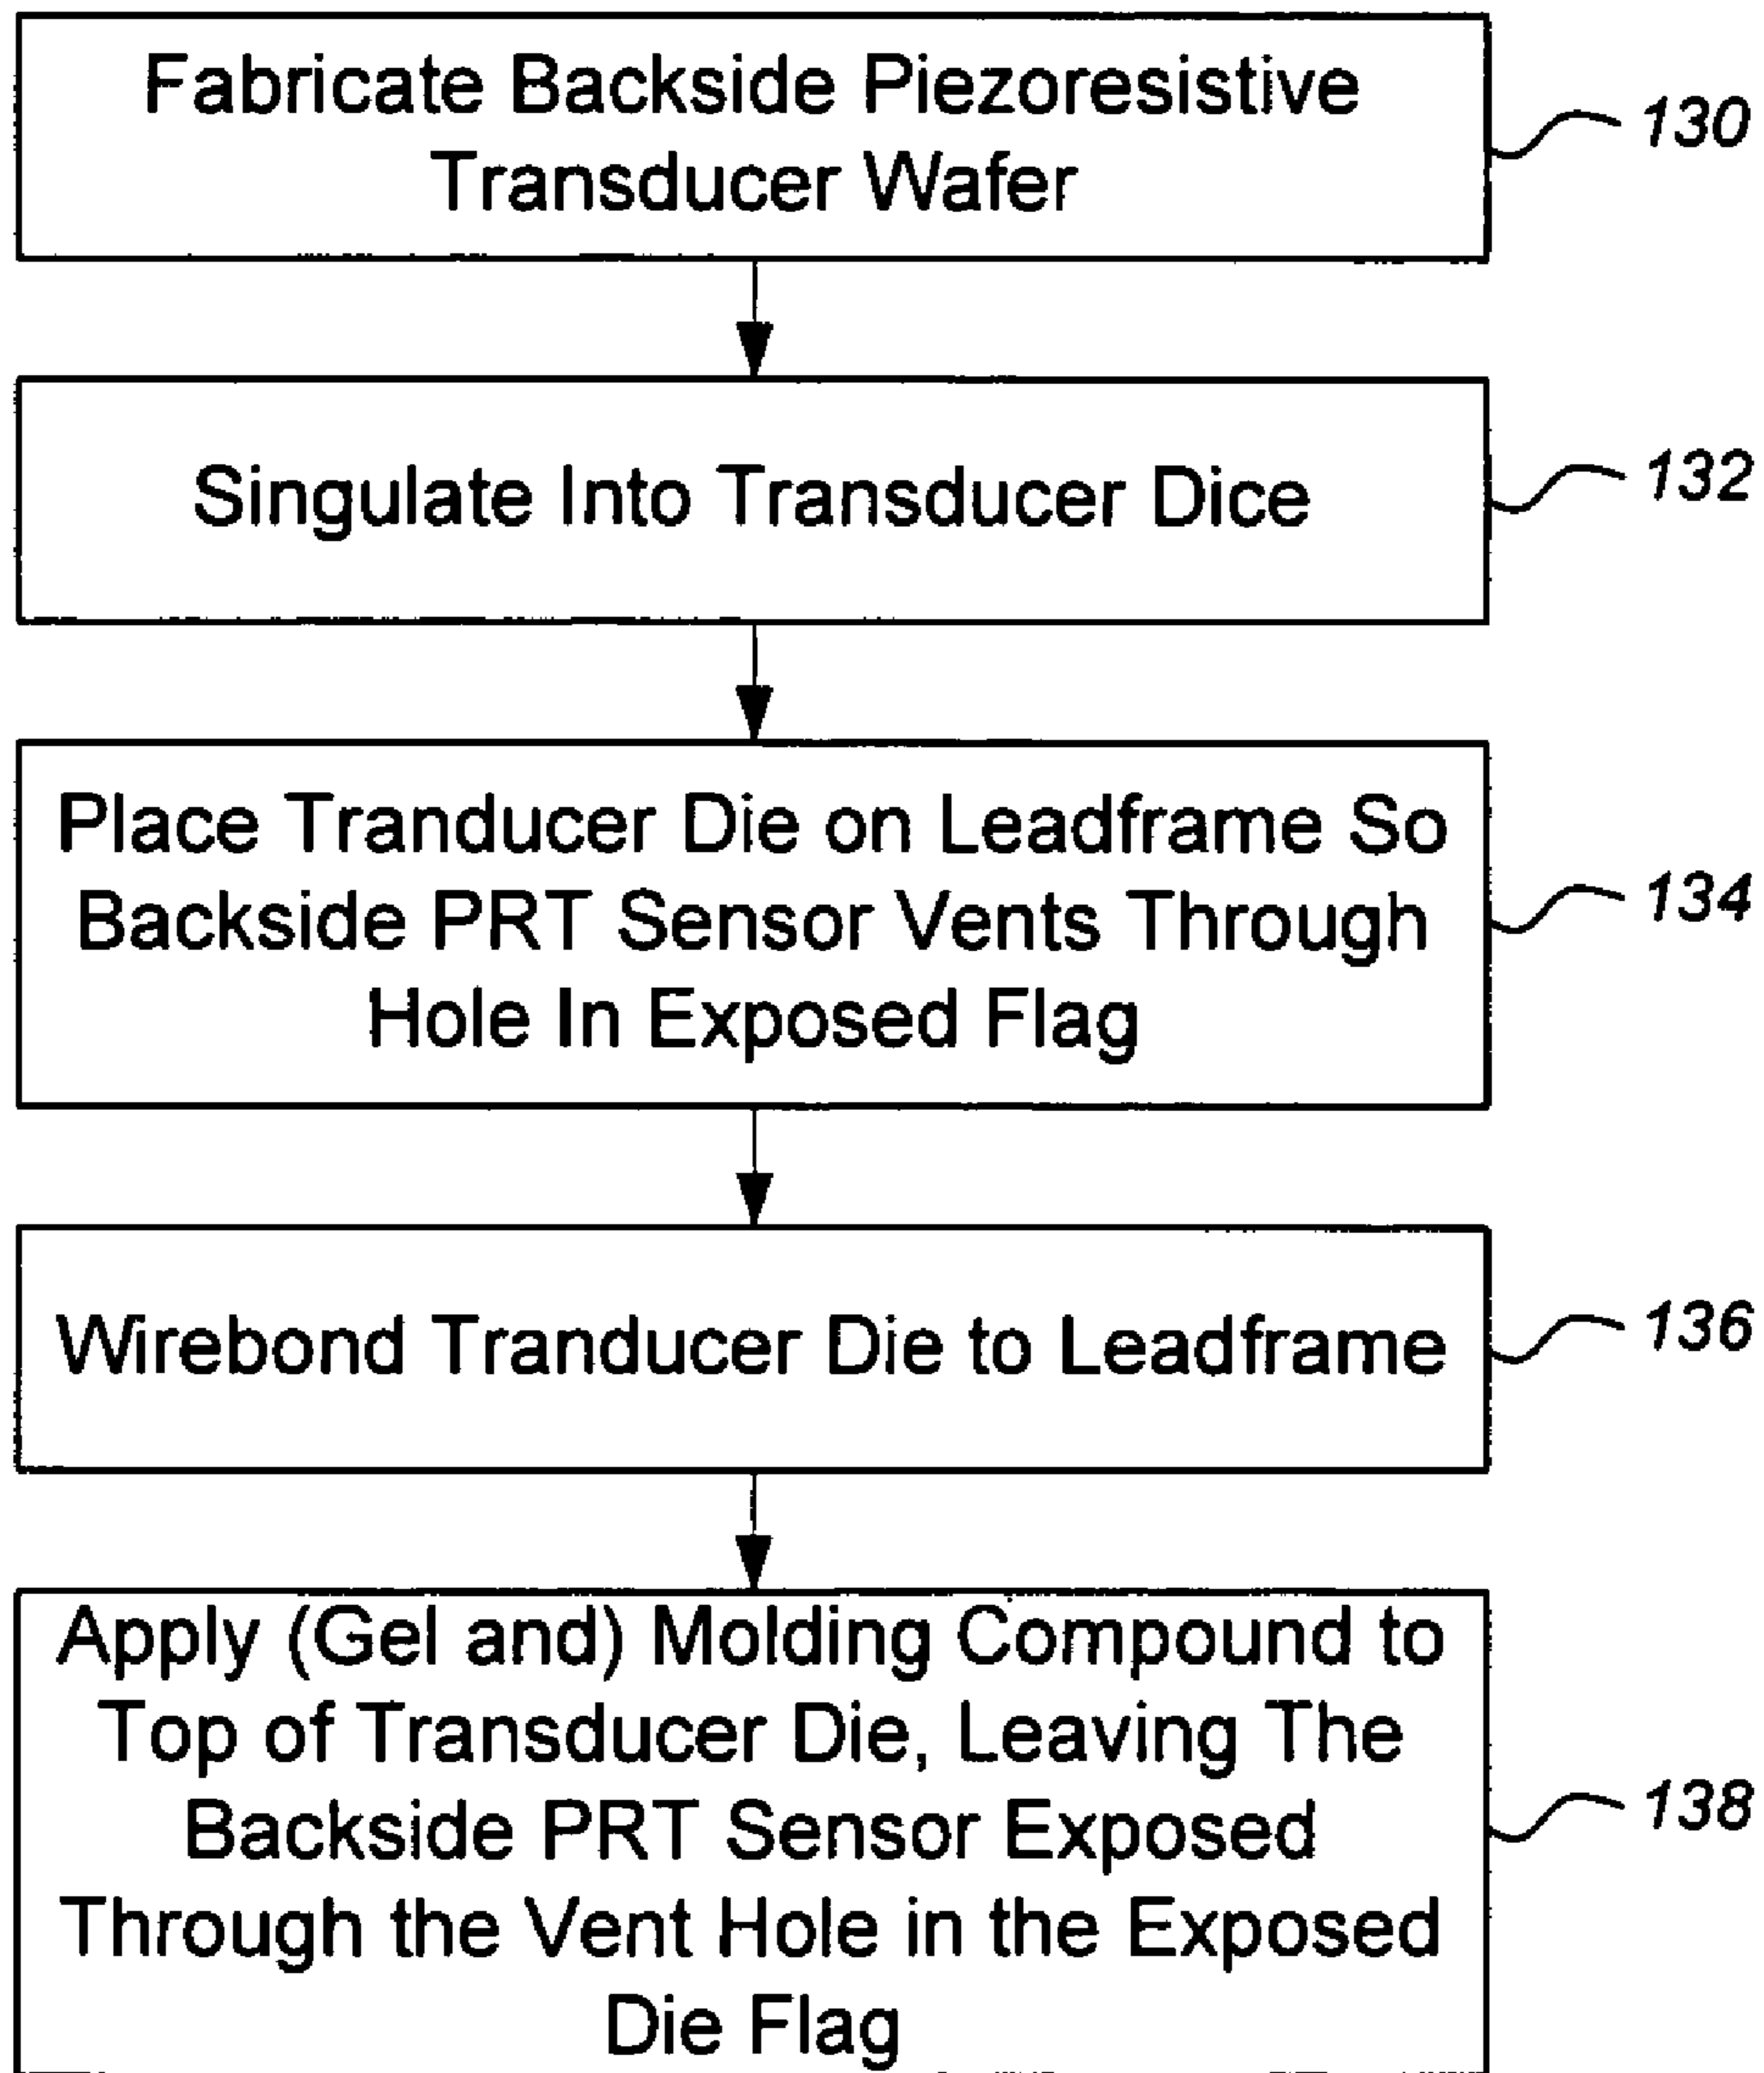 Fabricate Backside Piezoresistive
Transducer Wafer
130
Singulate Into Transducer Dice
132
Place Tranducer Die on Leadframe So
Backside PRT Sensor Vents Through
Hole In Exposed Flag
134
Wirebond Tranducer Die to Leadframe
136
Apply (Gel and) Molding Compound to
Top of Transducer Die, Leaving The
Backside PRT Sensor Exposed
Through the Vent Hole in the Exposed
Die Flag
138